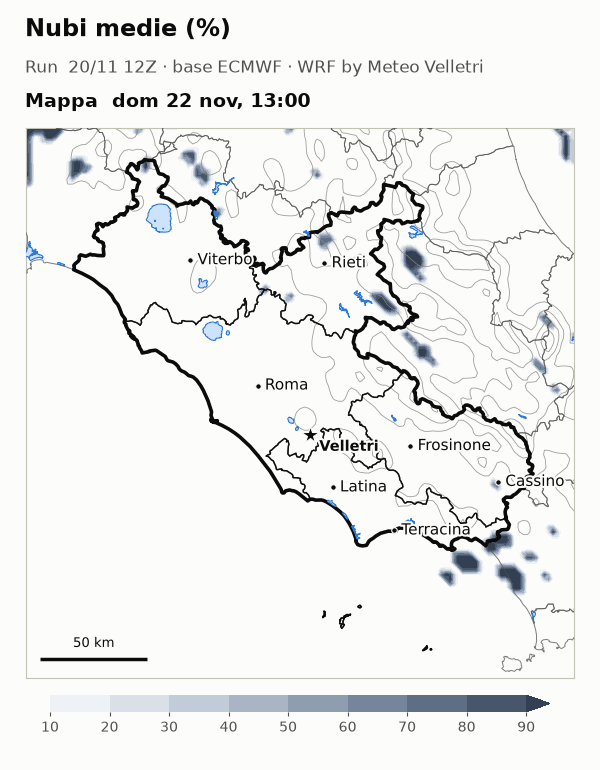 Nubi medie (%)
Run  20/11 12Z · base ECMWF · WRF by Meteo Velletri
Mappa  dom 22 nov, 13:00
Viterbo
Rieti
Roma
Velletri
Frosinone
Cassino
Latina
Terracina
50 km
10 20 30 40 50 60 70 80 90